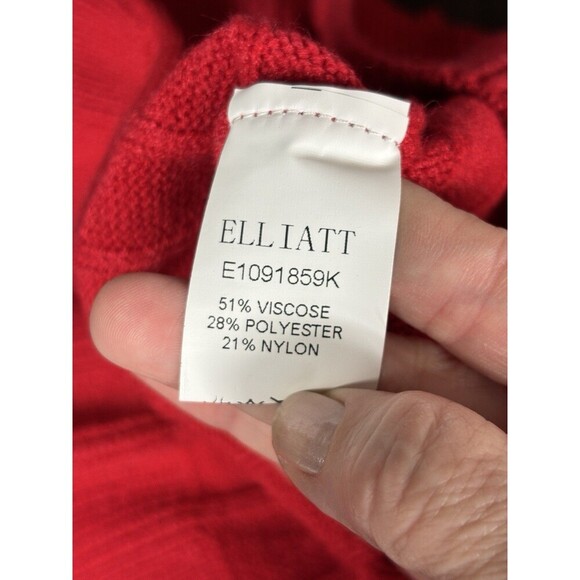 ELLIATT
E1091859K
51% VISCOSE
28% POLYESTER
21% NYLON